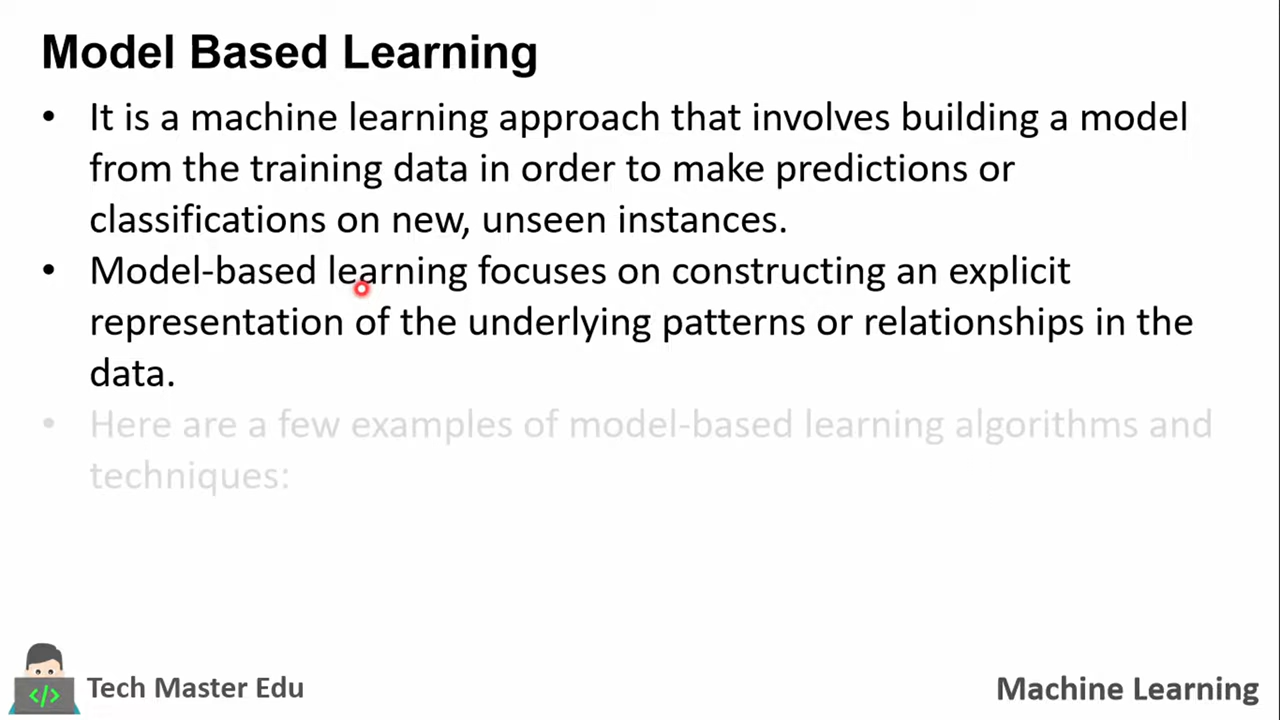 Model Based Learning
• It is a machine learning approach that involves building a model
from the training data in order to make predictions or
classifications on new, unseen instances.
• Model-based learning focuses on constructing an explicit
representation of the underlying patterns or relationships in the
data.
• Here are a few examples of model-based learning algorithms and
techniques:
</> Tech Master Edu
Machine Learning